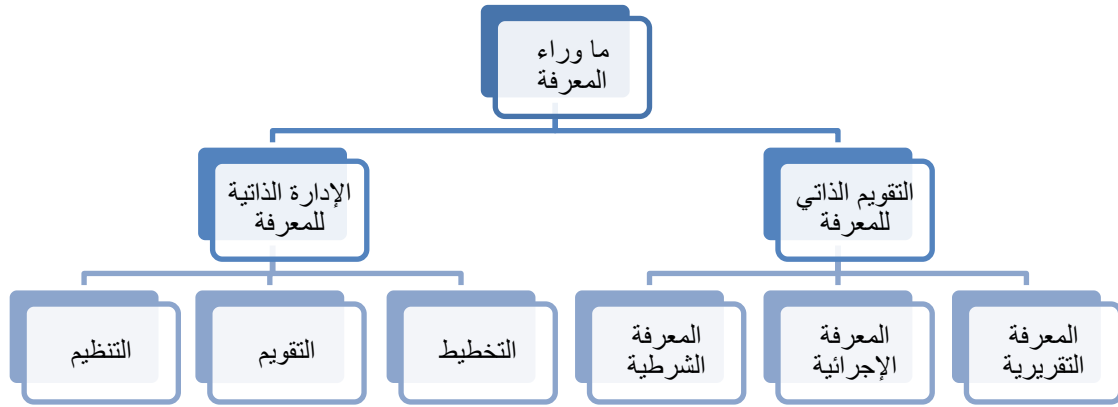 ما وراء
المعرفة
التقويم الذاتي
للمعرفة
الإدارة الذاتية
للمعرفة
المعرفة
التقريرية
المعرفة
الإجرائية
المعرفة
الشرطية
التخطيط
التقويم
التنظيم